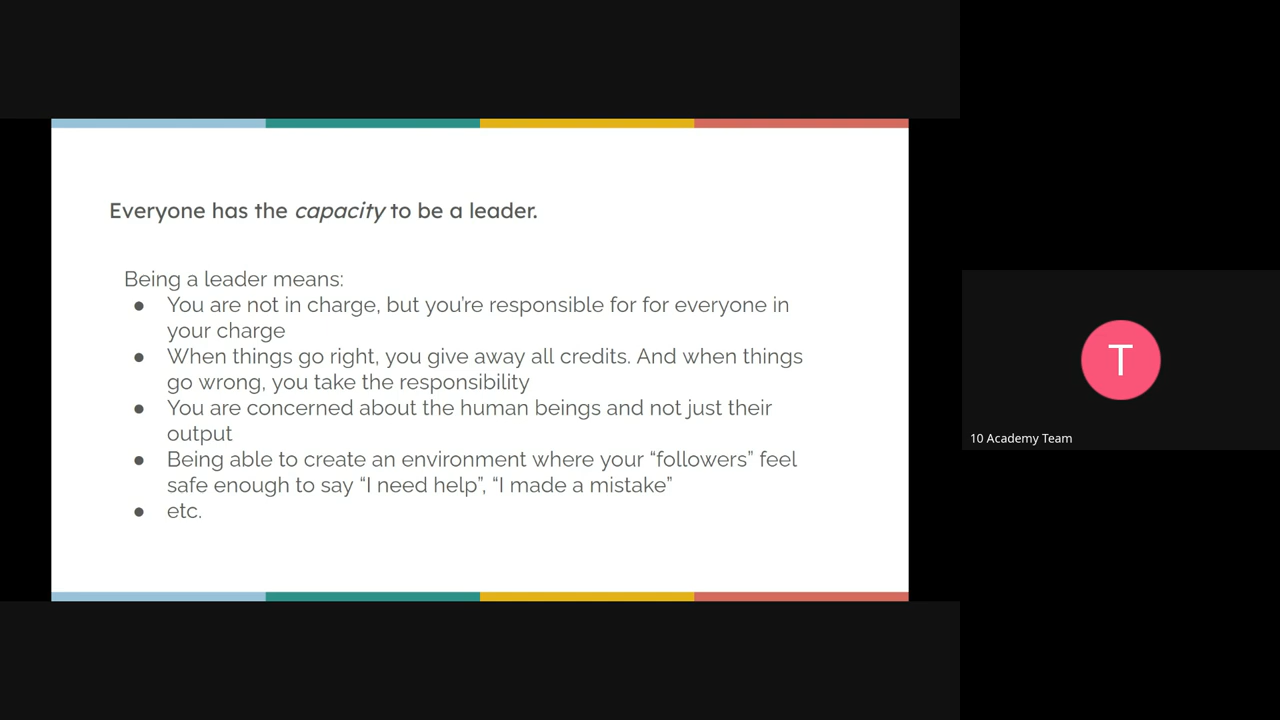 Everyone has the capacity to be a leader.
Being a leader means:
● You are not in charge, but you're responsible for for everyone in
your charge
● When things go right, you give away all credits. And when things
go wrong, you take the responsibility
● You are concerned about the human beings and not just their
output
● Being able to create an environment where your “followers” feel
safe enough to say “I need help”, “I made a mistake”
● etc.
T
10 Academy Team